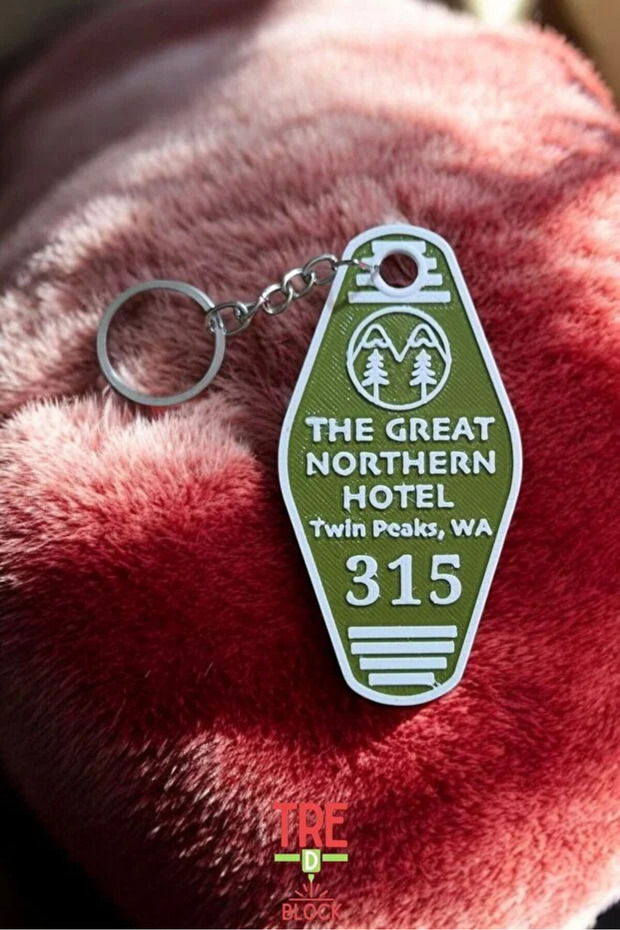 THE GREAT
NORTHERN
HOTEL
Twin Peaks, WA
315
TRE
D
BLOCK